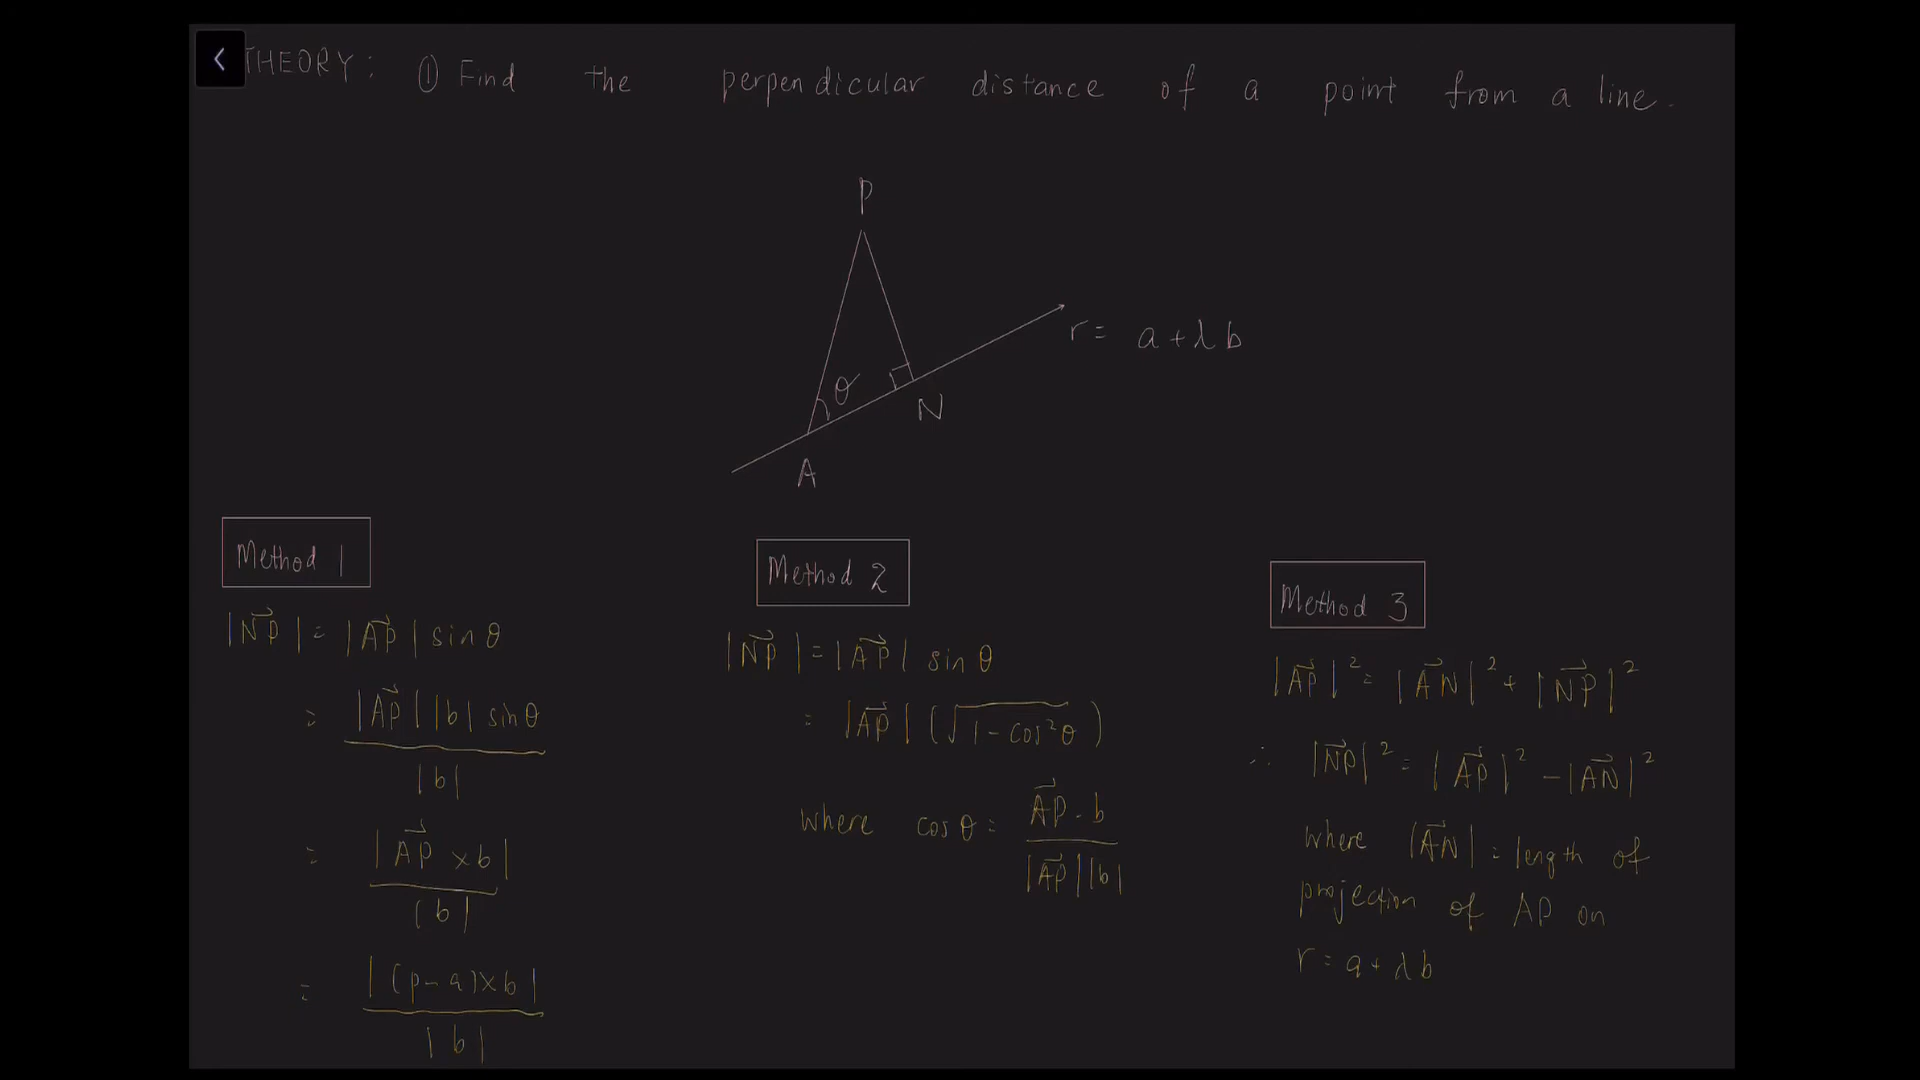 THEORY: ① Find the perpendicular distance of a point from a line.
P
r = a + λ b
θ
N
A
Method 1
|NP⃗| = |AP⃗| sin θ
= |AP⃗||b| sin θ / |b|
= |AP⃗ × b| / |b|
= |(p - a) × b| / |b|
Method 2
|NP⃗| = |AP⃗| sin θ
= |AP⃗| (√1 - cos²θ)
where cos θ = AP⃗ · b / |AP⃗||b|
Method 3
|AP⃗|² = |AN⃗|² + |NP⃗|²
∴ |NP⃗|² = |AP⃗|² - |AN⃗|²
where |AN⃗| = length of
projection of AP on
r = a + λb